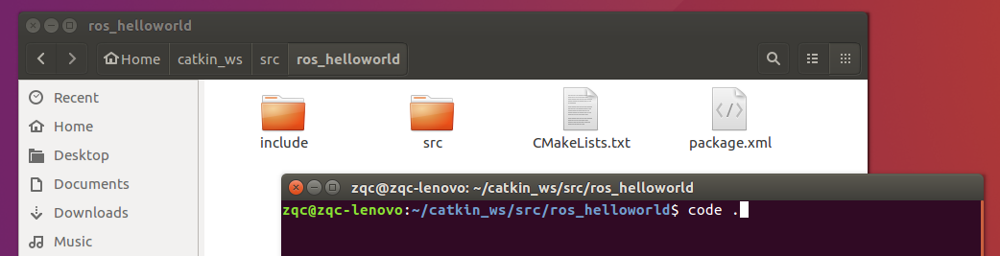 ros_helloworld
Home catkin_ws src ros_helloworld
Recent
Home
Desktop
Documents
Downloads
Music
include src CMakeLists.txt package.xml
zqc@zqc-lenovo: ~/catkin_ws/src/ros_helloworld
zqc@zqc-lenovo:~/catkin_ws/src/ros_helloworld$ code .